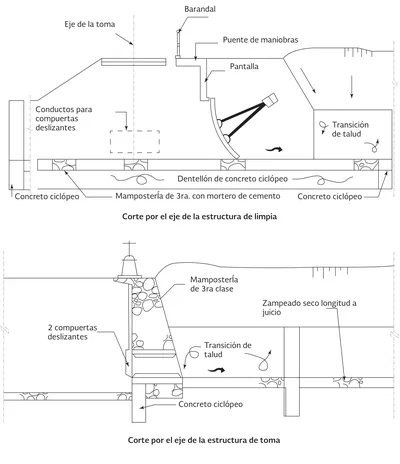 Barandal
Eje de la toma
Puente de maniobras
Pantalla
Conductos para
compuertas
deslizantes
Transición
de talud
Dentellón de concreto ciclópeo
Concreto ciclópeo
Mampostería de 3ra. con mortero de cemento
Concreto ciclópeo
Corte por el eje de la estructura de limpia
Mampostería
de 3ra clase
Zampeado seco longitud a
juicio
2 compuertas
deslizantes
Transición de
talud
Concreto ciclópeo
Corte por el eje de la estructura de toma